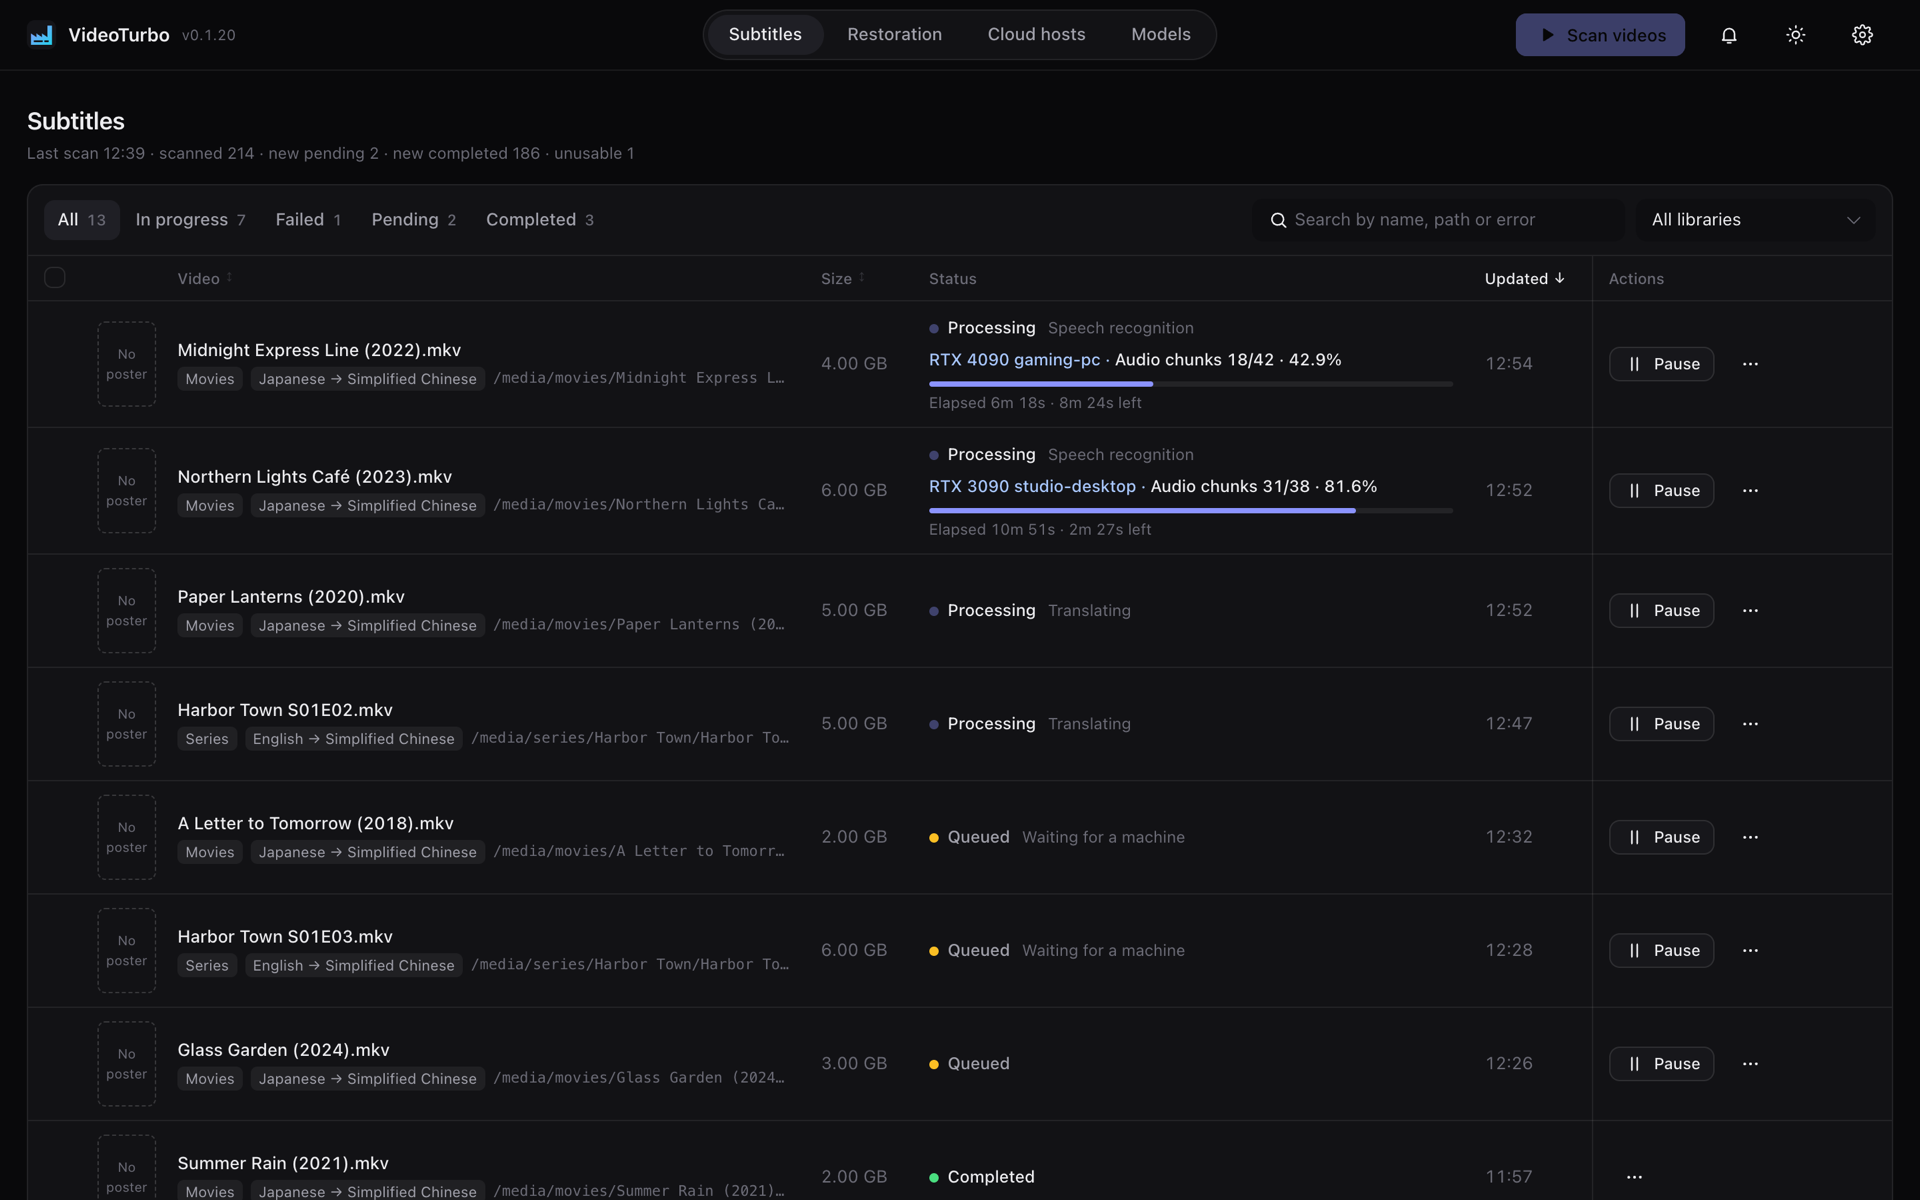 VideoTurbo v0.1.20
Subtitles Restoration Cloud hosts Models
Scan videos
Subtitles
Last scan 12:39 · scanned 214 · new pending 2 · new completed 186 · unusable 1
All 13 In progress 7 Failed 1 Pending 2 Completed 3
Search by name, path or error
All libraries
Video Size Status Updated ↓ Actions
No poster
Midnight Express Line (2022).mkv
Movies Japanese → Simplified Chinese /media/movies/Midnight Express L…
4.00 GB
Processing Speech recognition
RTX 4090 gaming-pc · Audio chunks 18/42 · 42.9%
Elapsed 6m 18s · 8m 24s left
12:54
Pause
No poster
Northern Lights Café (2023).mkv
Movies Japanese → Simplified Chinese /media/movies/Northern Lights Ca…
6.00 GB
Processing Speech recognition
RTX 3090 studio-desktop · Audio chunks 31/38 · 81.6%
Elapsed 10m 51s · 2m 27s left
12:52
Pause
No poster
Paper Lanterns (2020).mkv
Movies Japanese → Simplified Chinese /media/movies/Paper Lanterns (20…
5.00 GB
Processing Translating
12:52
Pause
No poster
Harbor Town S01E02.mkv
Series English → Simplified Chinese /media/series/Harbor Town/Harbor To…
5.00 GB
Processing Translating
12:47
Pause
No poster
A Letter to Tomorrow (2018).mkv
Movies Japanese → Simplified Chinese /media/movies/A Letter to Tomorr…
2.00 GB
Queued Waiting for a machine
12:32
Pause
No poster
Harbor Town S01E03.mkv
Series English → Simplified Chinese /media/series/Harbor Town/Harbor To…
6.00 GB
Queued Waiting for a machine
12:28
Pause
No poster
Glass Garden (2024).mkv
Movies Japanese → Simplified Chinese /media/movies/Glass Garden (2024…
3.00 GB
Queued
12:26
Pause
No poster
Summer Rain (2021).mkv
Movies Japanese → Simplified Chinese /media/movies/Summer Rain (2021)…
2.00 GB
Completed
11:57